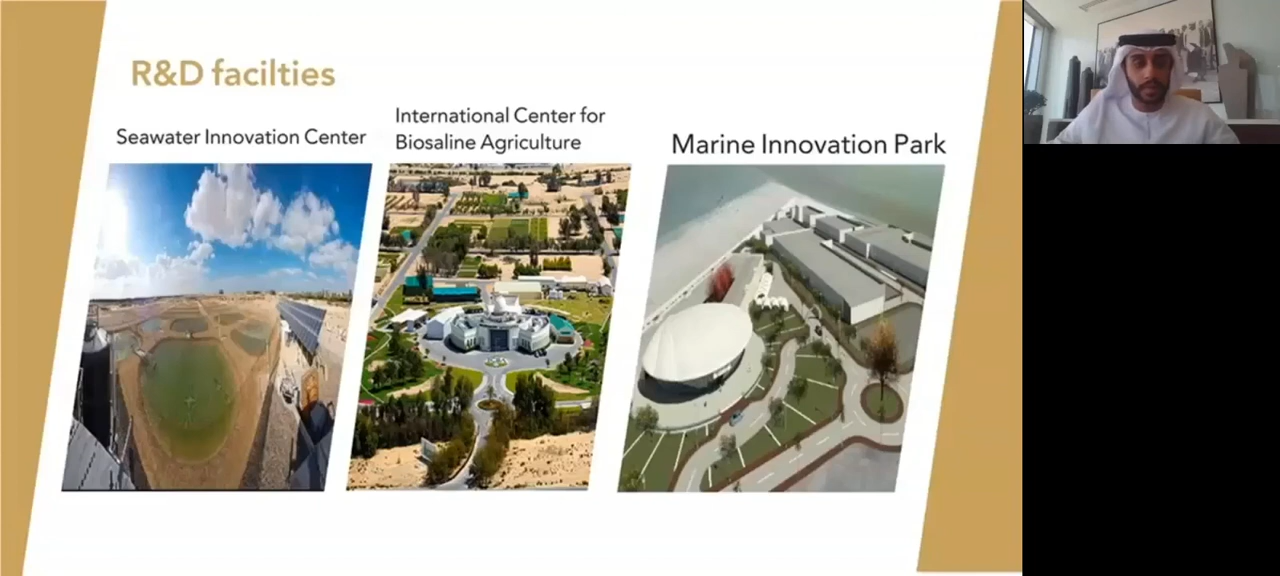 R&D facilties
Seawater Innovation Center
International Center for
Biosaline Agriculture
Marine Innovation Park